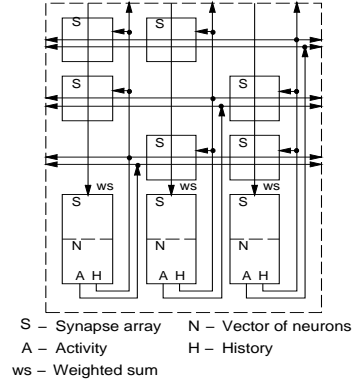 S S
S S
S S
ws ws ws
S S S
N N N
A H A H A H
S – Synapse array N – Vector of neurons
A – Activity H – History
ws – Weighted sum